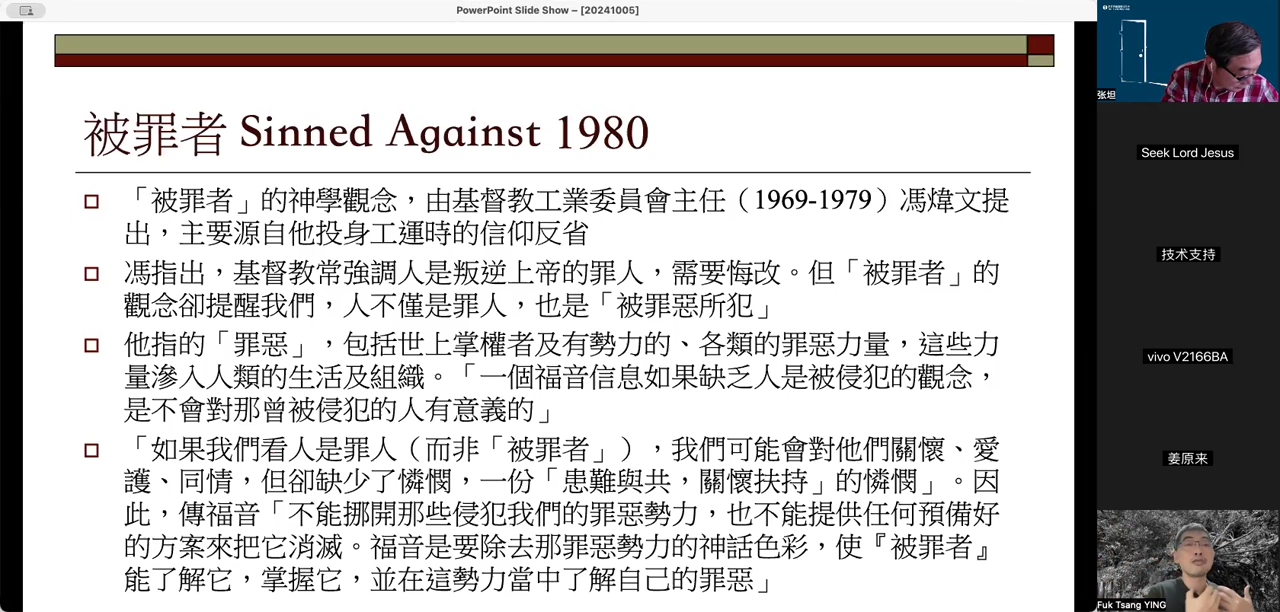 PowerPoint Slide Show – [20241005]
被罪者 Sinned Against 1980
「被罪者」的神學觀念，由基督教工業委員會主任（1969-1979）馮煒文提
出，主要源自他投身工運時的信仰反省
馮指出，基督教常強調人是叛逆上帝的罪人，需要悔改。但「被罪者」的
觀念卻提醒我們，人不僅是罪人，也是「被罪惡所犯」
他指的「罪惡」，包括世上掌權者及有勢力的、各類的罪惡力量，這些力
量滲入人類的生活及組織。「一個福音信息如果缺乏人是被侵犯的觀念，
是不會對那曾被侵犯的人有意義的」
「如果我們看人是罪人（而非「被罪者」），我們可能會對他們關懷、愛
護、同情，但卻缺少了憐憫，一份「患難與共，關懷扶持」的憐憫」。因
此，傳福音「不能挪開那些侵犯我們的罪惡勢力，也不能提供任何預備好
的方案來把它消滅。福音是要除去那罪惡勢力的神話色彩，使『被罪者』
能了解它，掌握它，並在這勢力當中了解自己的罪惡」
张坦
Seek Lord Jesus
技术支持
vivo V2166BA
姜原来
Fuk Tsang YING